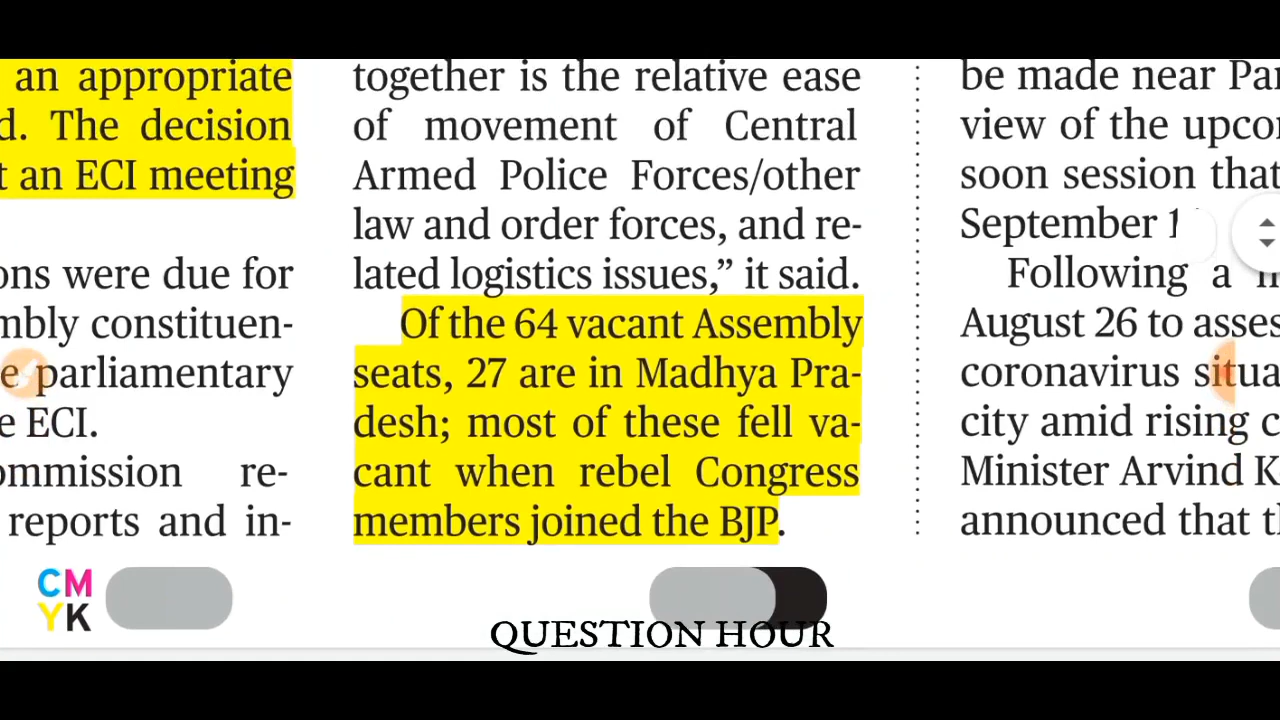 an appropriate
d. The decision
t an ECI meeting
ons were due for
mbly constituen-
e parliamentary
e ECI.
ommission re-
reports and in-
together is the relative ease
of movement of Central
Armed Police Forces/other
law and order forces, and re-
lated logistics issues,” it said.
Of the 64 vacant Assembly
seats, 27 are in Madhya Pra-
desh; most of these fell va-
cant when rebel Congress
members joined the BJP.
be made near Par
view of the upco
soon session that
September 1
Following a
August 26 to asses
coronavirus situa
city amid rising c
Minister Arvind K
announced that th
CM
YK
QUESTION HOUR